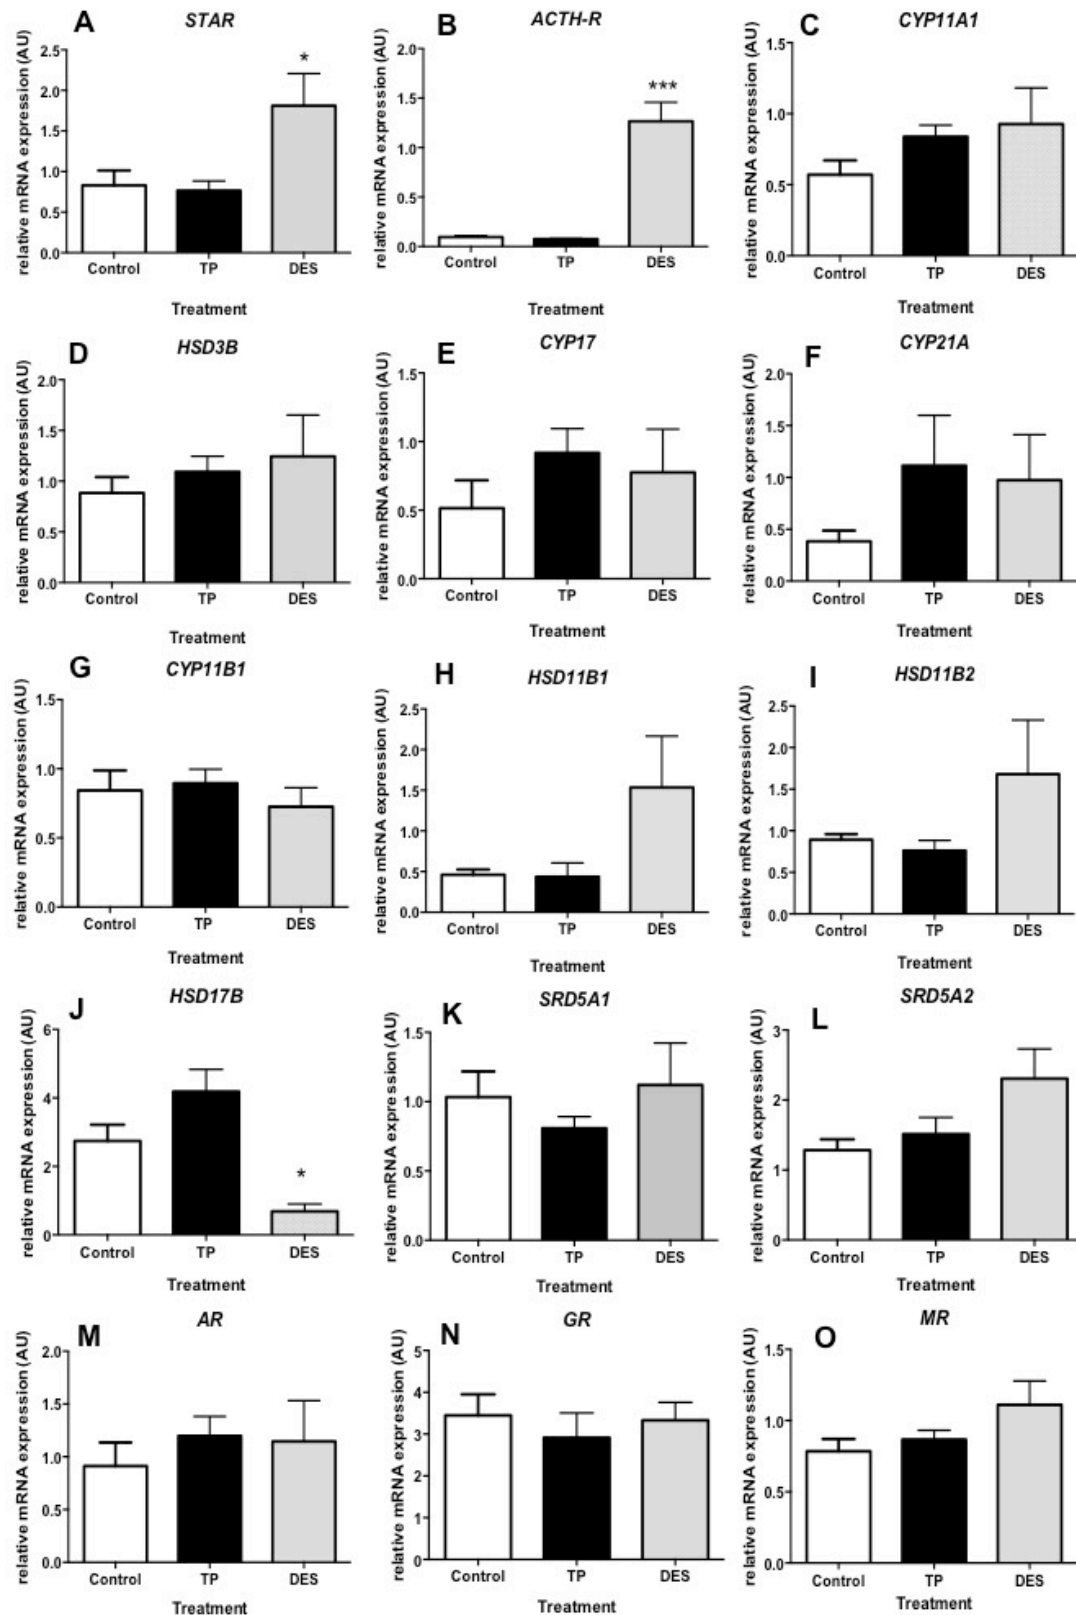 A STAR
relative mRNA expression (AU)
2.5
2.0
1.5
1.0
0.5
0.0
*
Control TP DES
Treatment
B ACTH-R
relative mRNA expression (AU)
2.0
1.5
1.0
0.5
0.0
***
Control TP DES
Treatment
C CYP11A1
relative mRNA expression (AU)
1.5
1.0
0.5
0.0
Control TP DES
Treatment
D HSD3B
relative mRNA expression (AU)
2.0
1.5
1.0
0.5
0.0
Control TP DES
Treatment
E CYP17
relative mRNA expression (AU)
1.5
1.0
0.5
0.0
Control TP DES
Treatment
F CYP21A
relative mRNA expression (AU)
2.0
1.5
1.0
0.5
0.0
Control TP DES
Treatment
G CYP11B1
relative mRNA expression (AU)
1.5
1.0
0.5
0.0
Control TP DES
Treatment
H HSD11B1
relative mRNA expression (AU)
2.5
2.0
1.5
1.0
0.5
0.0
Control TP DES
Treatment
I HSD11B2
relative mRNA expression (AU)
2.5
2.0
1.5
1.0
0.5
0.0
Control TP DES
Treatment
J HSD17B
relative mRNA expression (AU)
6
4
2
0
*
Control TP DES
Treatment
K SRD5A1
relative mRNA expression (AU)
1.5
1.0
0.5
0.0
Control TP DES
Treatment
L SRD5A2
relative mRNA expression (AU)
3
2
1
0
Control TP DES
Treatment
M AR
relative mRNA expression (AU)
2.0
1.5
1.0
0.5
0.0
Control TP DES
Treatment
N GR
relative mRNA expression (AU)
5
4
3
2
1
0
Control TP DES
Treatment
O MR
relative mRNA expression (AU)
1.5
1.0
0.5
0.0
Control TP DES
Treatment